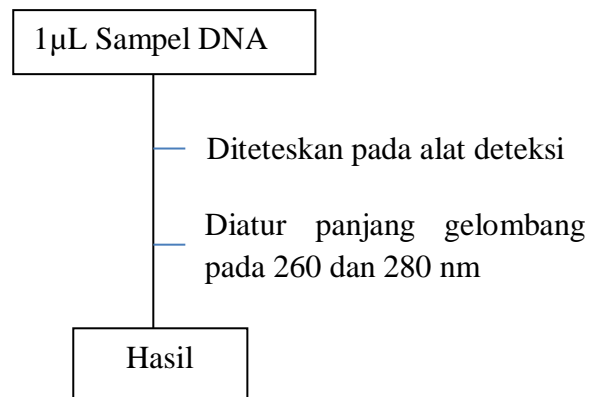 1µL Sampel DNA
Diteteskan pada alat deteksi
Diatur panjang gelombang
pada 260 dan 280 nm
Hasil